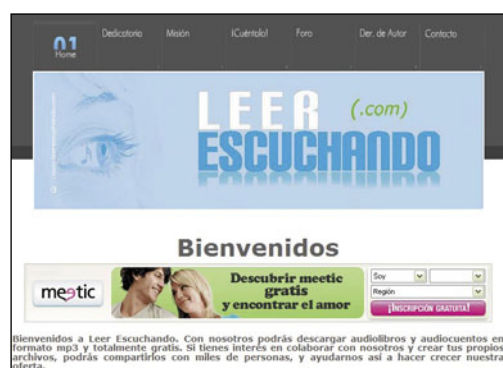 01
Home
Dedicatoria
Misión
¡Cuéntalo!
Foro
Der. de Autor
Contacto
LEER (.com)
ESCUCHANDO
Bienvenidos
meetic
Descubrir meetic
gratis
y encontrar el amor
Soy
Región
¡INSCRIPCIÓN GRATUITA!
Bienvenidos a Leer Escuchando. Con nosotros podrás descargar audiolibros y audiocuentos en
formato mp3 y totalmente gratis. Si tienes interés en colaborar con nosotros y crear tus propios
archivos, podrás compartirlos con miles de personas, y ayudarnos así a hacer crecer nuestra
oferta.